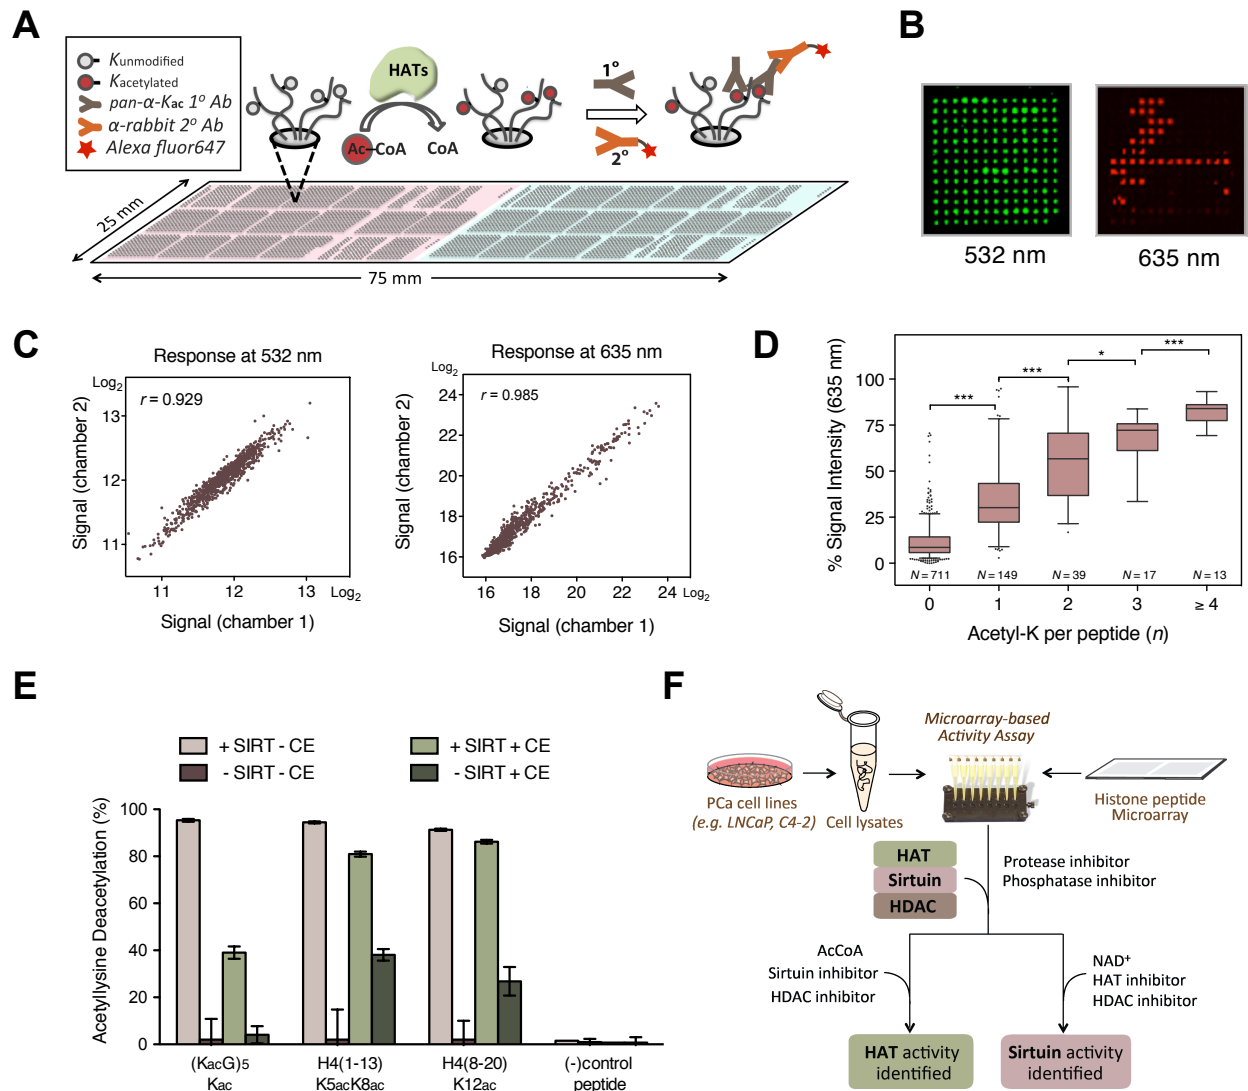 A
Kunmodified
Kacetylated
pan-α-Kac 1o Ab
α-rabbit 2o Ab
Alexa fluor647
HATs
Ac-CoA
CoA
1o
2o
25 mm
75 mm
B
532 nm
635 nm
C
Response at 532 nm
Log2
r = 0.929
13
12
11
Signal (chamber 2)
11 12 13 Log2
Signal (chamber 1)
Response at 635 nm
Log2
r = 0.985
24
22
20
18
16
Signal (chamber 2)
16 18 20 22 24 Log2
Signal (chamber 1)
D
% Signal Intensity (635 nm)
100
75
50
25
0
*** *** * ***
N = 711 N = 149 N = 39 N = 17 N = 13
0 1 2 3 ≥ 4
Acetyl-K per peptide (n)
E
+ SIRT - CE
- SIRT - CE
+ SIRT + CE
- SIRT + CE
Acetyllysine Deacetylation (%)
100
80
60
40
20
0
(KacG)5
Kac
H4(1-13)
K5acK8ac
H4(8-20)
K12ac
(-)control
peptide
F
Microarray-based
Activity Assay
PCa cell lines
(e.g. LNCaP, C4-2)
Cell lysates
Histone peptide
Microarray
HAT
Sirtuin
HDAC
Protease inhibitor
Phosphatase inhibitor
AcCoA
Sirtuin inhibitor
HDAC inhibitor
NAD+
HAT inhibitor
HDAC inhibitor
HAT activity
identified
Sirtuin activity
identified